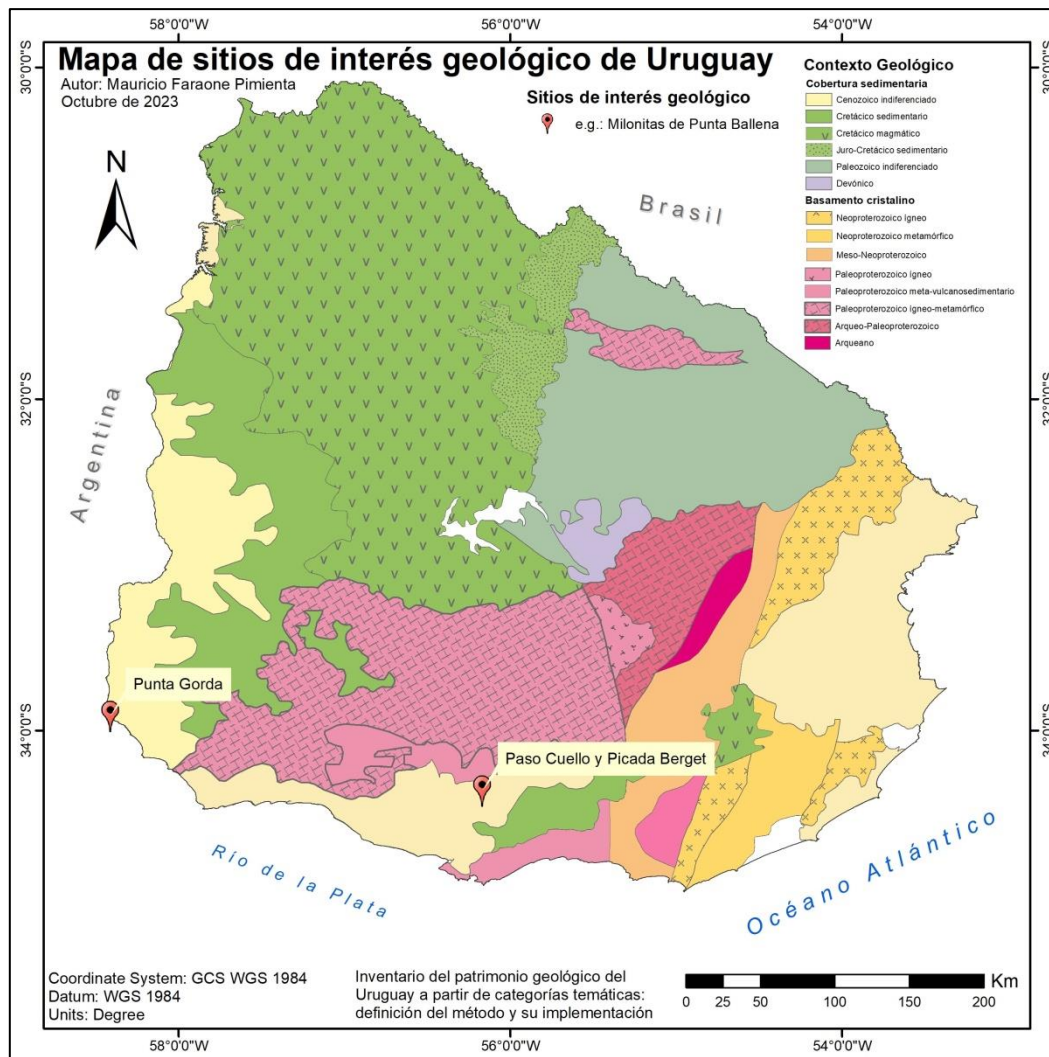 58°0'0"W 56°0'0"W 54°0'0"W
30°0'0"S
30°0'0"S
Mapa de sitios de interés geológico de Uruguay
Autor: Mauricio Faraone Pimienta
Octubre de 2023
Sitios de interés geológico
e.g.: Milonitas de Punta Ballena
Contexto Geológico
Cobertura sedimentaria
Cenozoico indiferenciado
Cretácico sedimentario
Cretácico magmático
Juro-Cretácico sedimentario
Paleozoico indiferenciado
Devónico
Basamento cristalino
Neoproterozoico ígneo
Neoproterozoico metamórfico
Meso-Neoproterozoico
Paleoproterozoico ígneo
Paleoproterozoico meta-vulcanosedimentario
Paleoproterozoico ígneo-metamórfico
Arqueo-Paleoproterozoico
Arqueano
N
Brasil
Argentina
32°0'0"S
32°0'0"S
Punta Gorda
34°0'0"S
34°0'0"S
Paso Cuello y Picada Berget
Río de la Plata
Océano Atlántico
Coordinate System: GCS WGS 1984
Datum: WGS 1984
Units: Degree
Inventario del patrimonio geológico del
Uruguay a partir de categorías temáticas:
definición del método y su implementación
Km
0 25 50 100 150 200
58°0'0"W 56°0'0"W 54°0'0"W